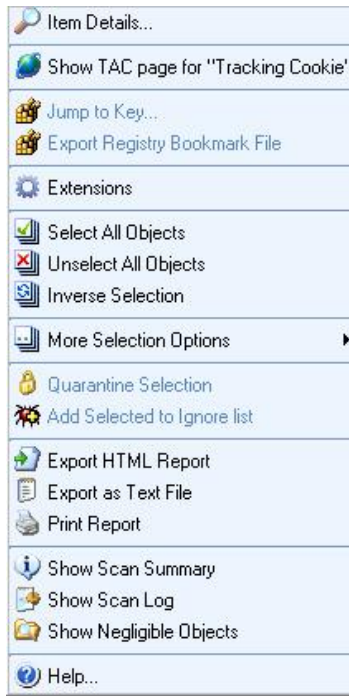 Item Details...
Show TAC page for "Tracking Cookie"
Jump to Key...
Export Registry Bookmark File
Extensions
Select All Objects
Unselect All Objects
Inverse Selection
More Selection Options
Quarantine Selection
Add Selected to Ignore list
Export HTML Report
Export as Text File
Print Report
Show Scan Summary
Show Scan Log
Show Negligible Objects
Help...